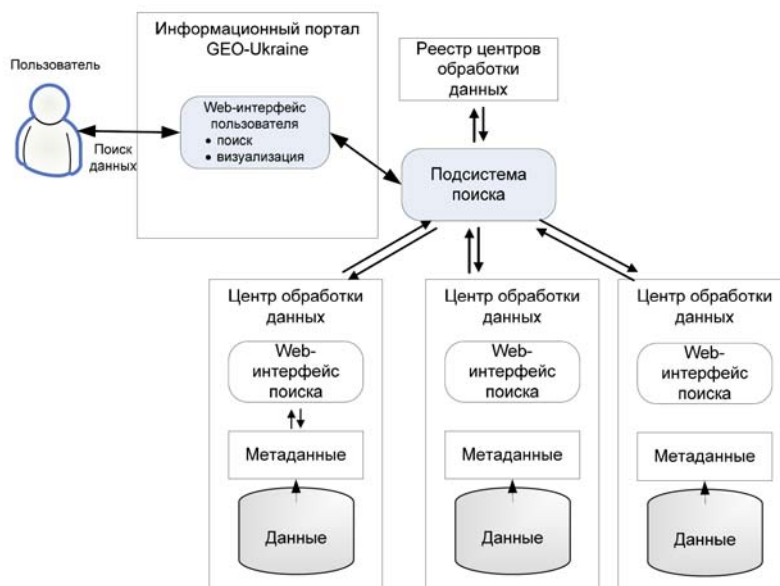 Информационный портал
GEO-Ukraine
Пользователь
Web-интерфейс
пользователя
• поиск
• визуализация
Поиск
данных
Реестр центров
обработки
данных
Подсистема
поиска
Центр обработки
данных
Web-
интерфейс
поиска
Метаданные
Данные
Центр обработки
данных
Web-
интерфейс
поиска
Метаданные
Данные
Центр обработки
данных
Web-
интерфейс
поиска
Метаданные
Данные